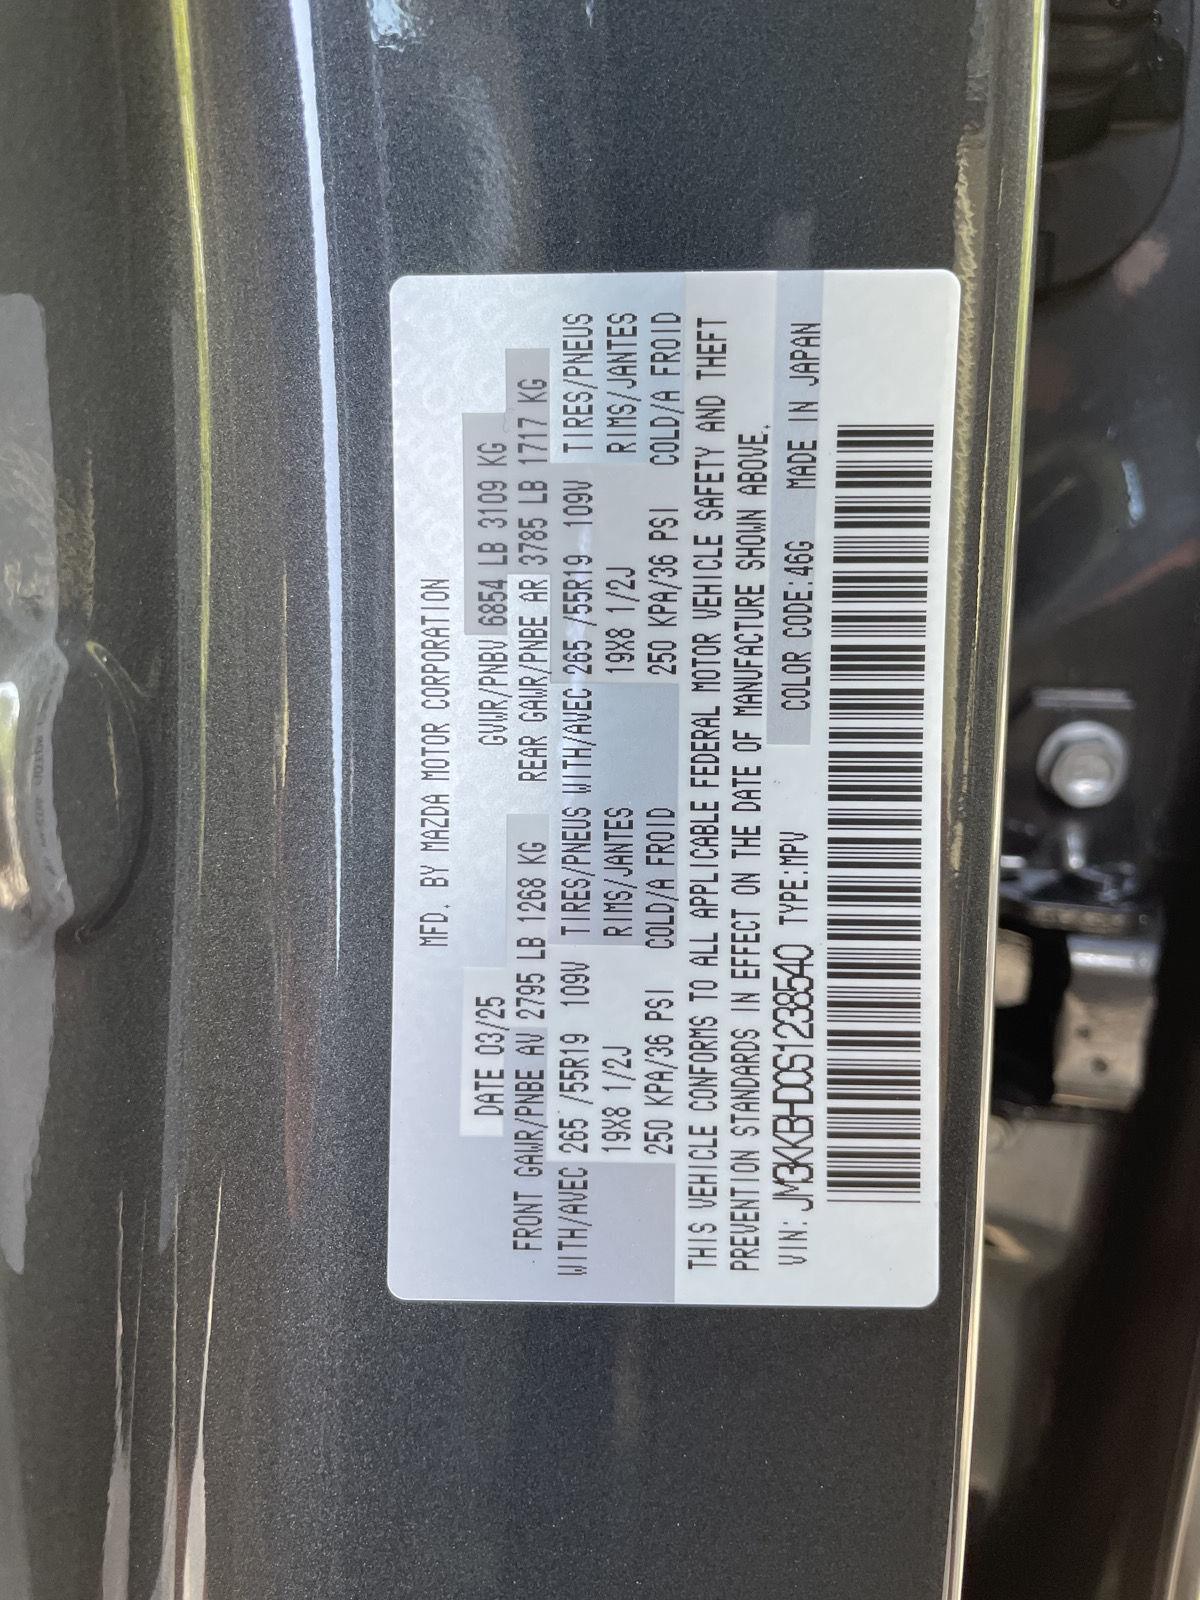 MFD. BY MAZDA MOTOR CORPORATION
DATE 03/25 GVWR/PNBV 6854 LB 3109 KG
FRONT GAWR/PNBE AV 2795 LB 1268 KG REAR GAWR/PNBE AR 3785 LB 1717 KG
WITH/AVEC 265 /55R19 109V TIRES/PNEUS WITH/AVEC 265 /55R19 109V TIRES/PNEUS
19X8 1/2J RIMS/JANTES 19X8 1/2J RIMS/JANTES
250 KPA/36 PSI COLD/A FROID 250 KPA/36 PSI COLD/A FROID
THIS VEHICLE CONFORMS TO ALL APPLICABLE FEDERAL MOTOR VEHICLE SAFETY AND THEFT
PREVENTION STANDARDS IN EFFECT ON THE DATE OF MANUFACTURE SHOWN ABOVE.
VIN: JM3KKBHD0S1238540 TYPE:MPV COLOR CODE:46G MADE IN JAPAN